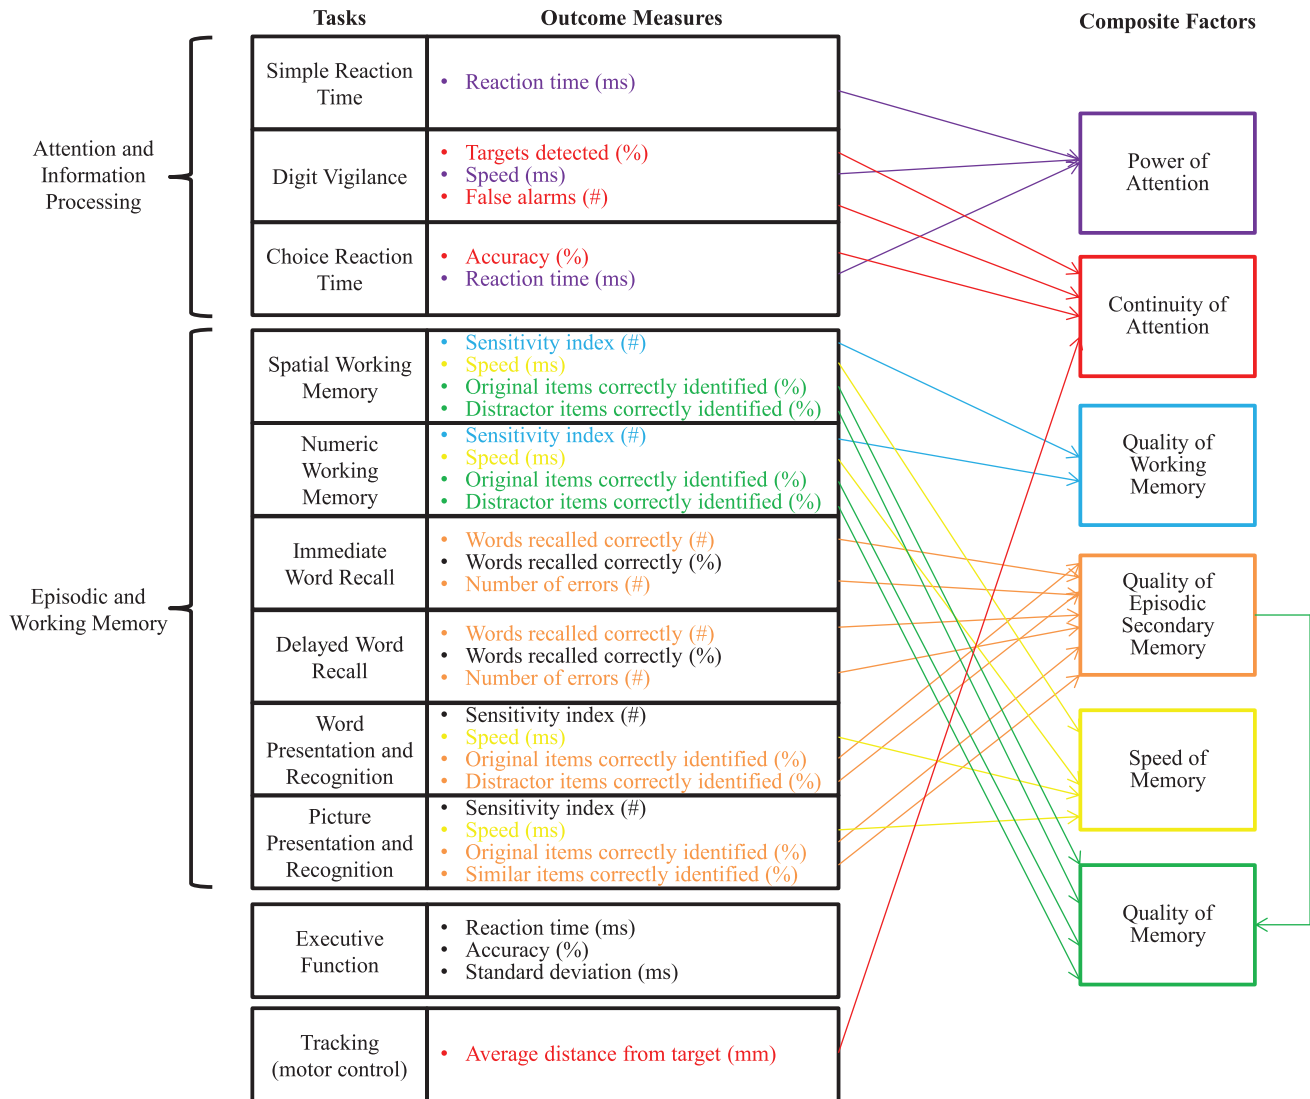 Tasks
Outcome Measures
Composite Factors
Attention and
Information
Processing
Simple Reaction
Time
• Reaction time (ms)
Digit Vigilance
• Targets detected (%)
• Speed (ms)
• False alarms (#)
Choice Reaction
Time
• Accuracy (%)
• Reaction time (ms)
Episodic and
Working Memory
Spatial Working
Memory
• Sensitivity index (#)
• Speed (ms)
• Original items correctly identified (%)
• Distractor items correctly identified (%)
Numeric
Working
Memory
• Sensitivity index (#)
• Speed (ms)
• Original items correctly identified (%)
• Distractor items correctly identified (%)
Immediate
Word Recall
• Words recalled correctly (#)
• Words recalled correctly (%)
• Number of errors (#)
Delayed Word
Recall
• Words recalled correctly (#)
• Words recalled correctly (%)
• Number of errors (#)
Word
Presentation and
Recognition
• Sensitivity index (#)
• Speed (ms)
• Original items correctly identified (%)
• Distractor items correctly identified (%)
Picture
Presentation and
Recognition
• Sensitivity index (#)
• Speed (ms)
• Original items correctly identified (%)
• Similar items correctly identified (%)
Executive
Function
• Reaction time (ms)
• Accuracy (%)
• Standard deviation (ms)
Tracking
(motor control)
• Average distance from target (mm)
Power of
Attention
Continuity of
Attention
Quality of
Working
Memory
Quality of
Episodic
Secondary
Memory
Speed of
Memory
Quality of
Memory